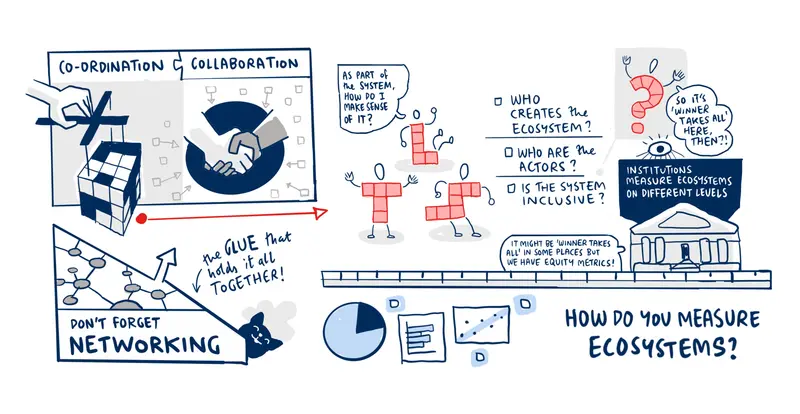 CO-ORDINATION
COLLABORATION
AS PART OF
THE SYSTEM,
HOW DO I
MAKE SENSE
OF IT?
WHO
CREATES the
ECOSYSTEM?
WHO ARE the
ACTORS?
IS THE SYSTEM
INCLUSIVE?
?
SO IT'S
'WINNER
TAKES ALL'
HERE,
THEN?!
INSTITUTIONS
MEASURE ECOSYSTEMS
ON DIFFERENT LEVELS
IT MIGHT BE 'WINNER TAKES
ALL' IN SOME PLACES BUT
WE HAVE EQUITY METRICS!
the GLUE that
holds it all
TOGETHER!
DON'T FORGET
NETWORKING
HOW DO YOU MEASURE
ECOSYSTEMS?